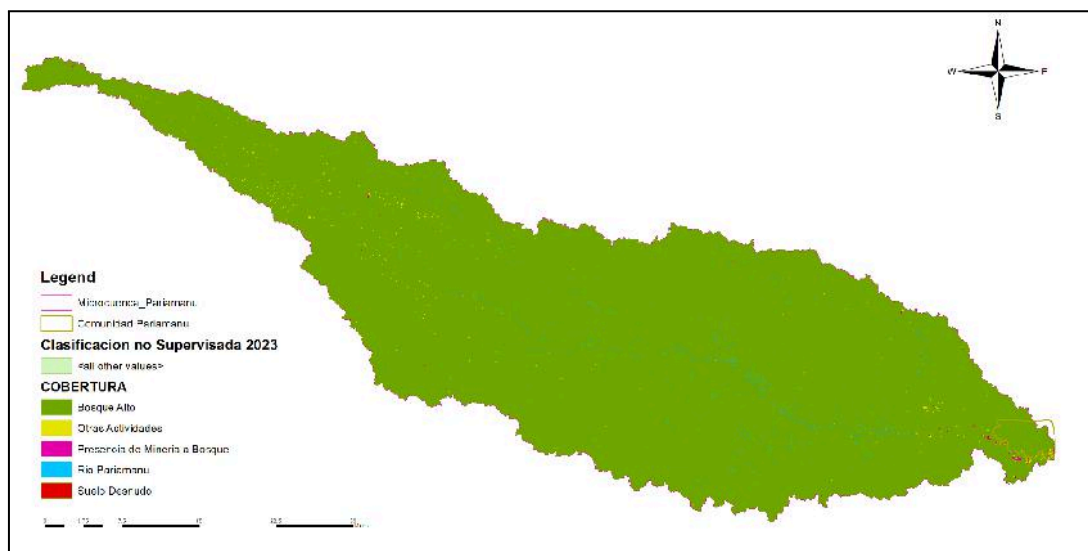 N
W E
S
Legend
Microcuenca_Pariamanu
Comunidad Pariamanu
Clasificacion no Supervisada 2023
<all other values>
COBERTURA
Bosque Alto
Otras Actividades
Presencia de Mineria a Bosque
Rio Pariamanu
Suelo Desnudo